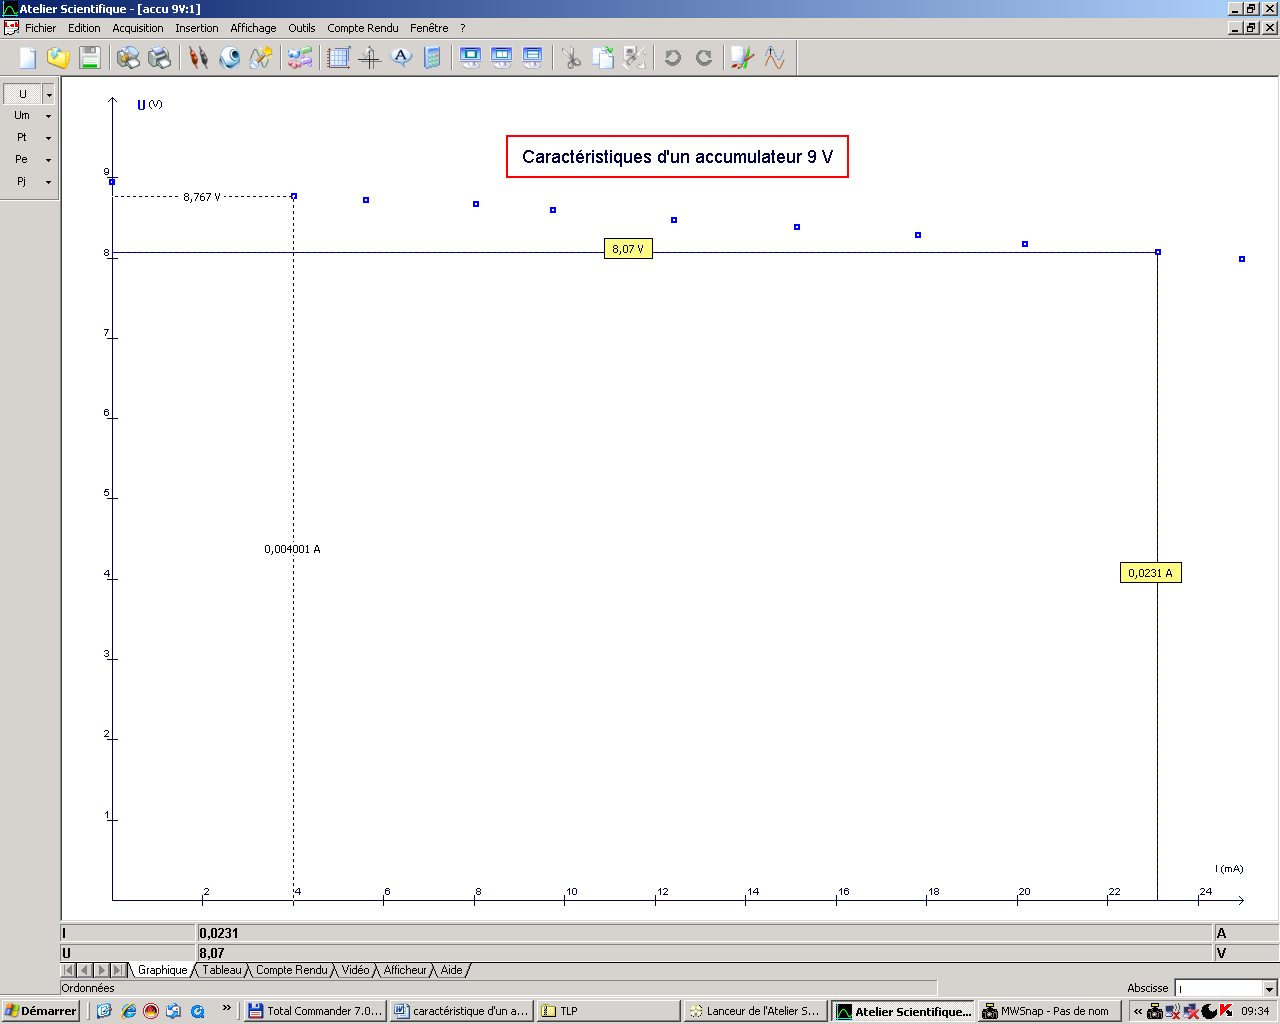 Atelier Scientifique - [accu 9V:1]
Fichier Edition Acquisition Insertion Affichage Outils Compte Rendu Fenêtre ?
U
Um
Pt
Pe
Pj
U (V)
Caractéristiques d'un accumulateur 9 V
9
8,767 V
8
8,07 V
7
6
5
0,004001 A
4
0,0231 A
3
2
1
I (mA)
2 4 6 8 10 12 14 16 18 20 22 24
I 0,0231 A
U 8,07 V
Graphique Tableau Compte Rendu Vidéo Afficheur Aide
Ordonnées Abscisse I
Démarrer » Total Commander 7.0... caractéristique d'un a... TLP Lanceur de l'Atelier S... Atelier Scientifique... MWSnap - Pas de nom « 09:34